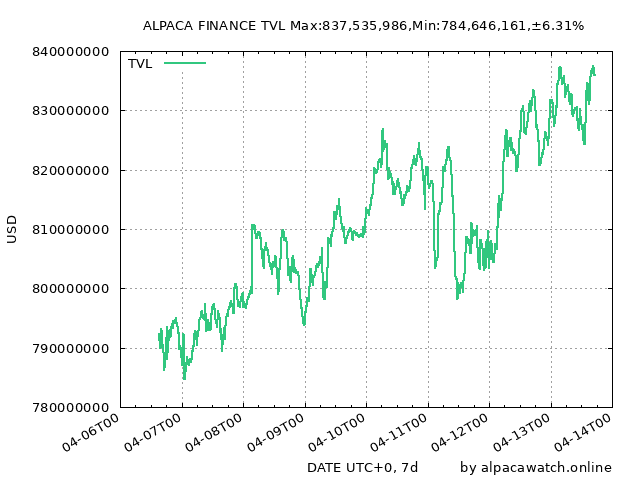 ALPACA FINANCE TVL Max:837,535,986,Min:784,646,161,±6.31%
TVL
840000000
830000000
820000000
810000000
800000000
790000000
780000000
USD
04-06T00
04-07T00
04-08T00
04-09T00
04-10T00
04-11T00
04-12T00
04-13T00
04-14T00
DATE UTC+0, 7d
by alpacawatch.online